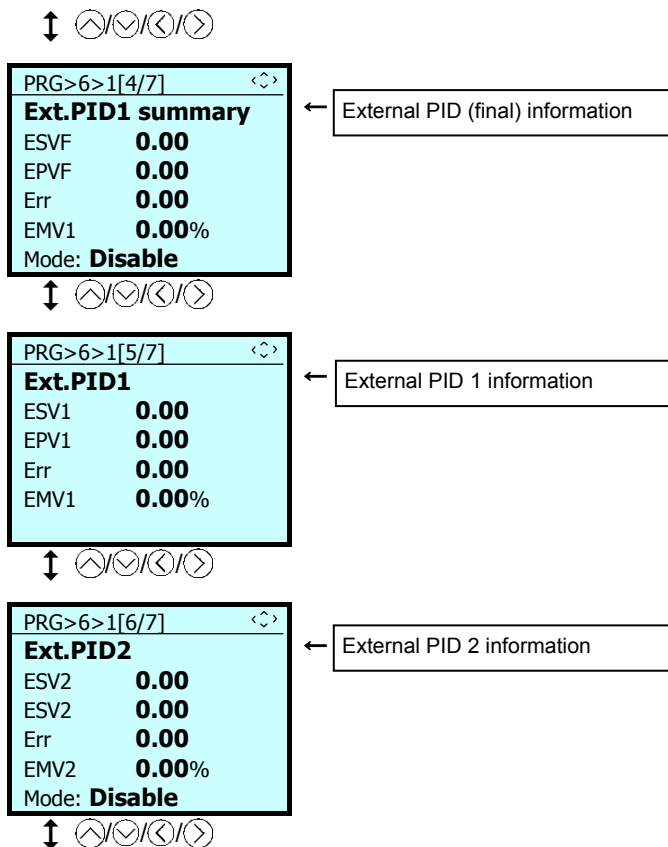 PRG>6>1[4/7]
Ext.PID1 summary
← External PID (final) information
ESVF 0.00
EPVF 0.00
Err 0.00
EMV1 0.00%
Mode: Disable
PRG>6>1[5/7]
Ext.PID1
← External PID 1 information
ESV1 0.00
EPV1 0.00
Err 0.00
EMV1 0.00%
PRG>6>1[6/7]
Ext.PID2
← External PID 2 information
ESV2 0.00
ESV2 0.00
Err 0.00
EMV2 0.00%
Mode: Disable